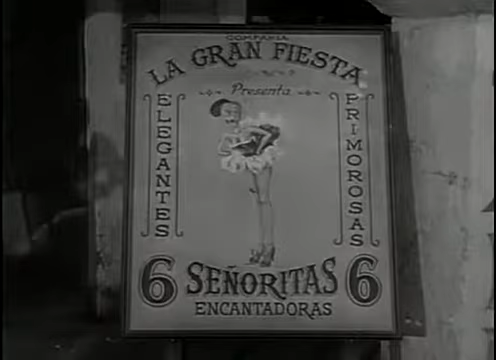 COMPAÑIA
LA GRAN FIESTA
Presenta
ELEGANTES
PRIMOROSAS
6 SEÑORITAS 6
ENCANTADORAS